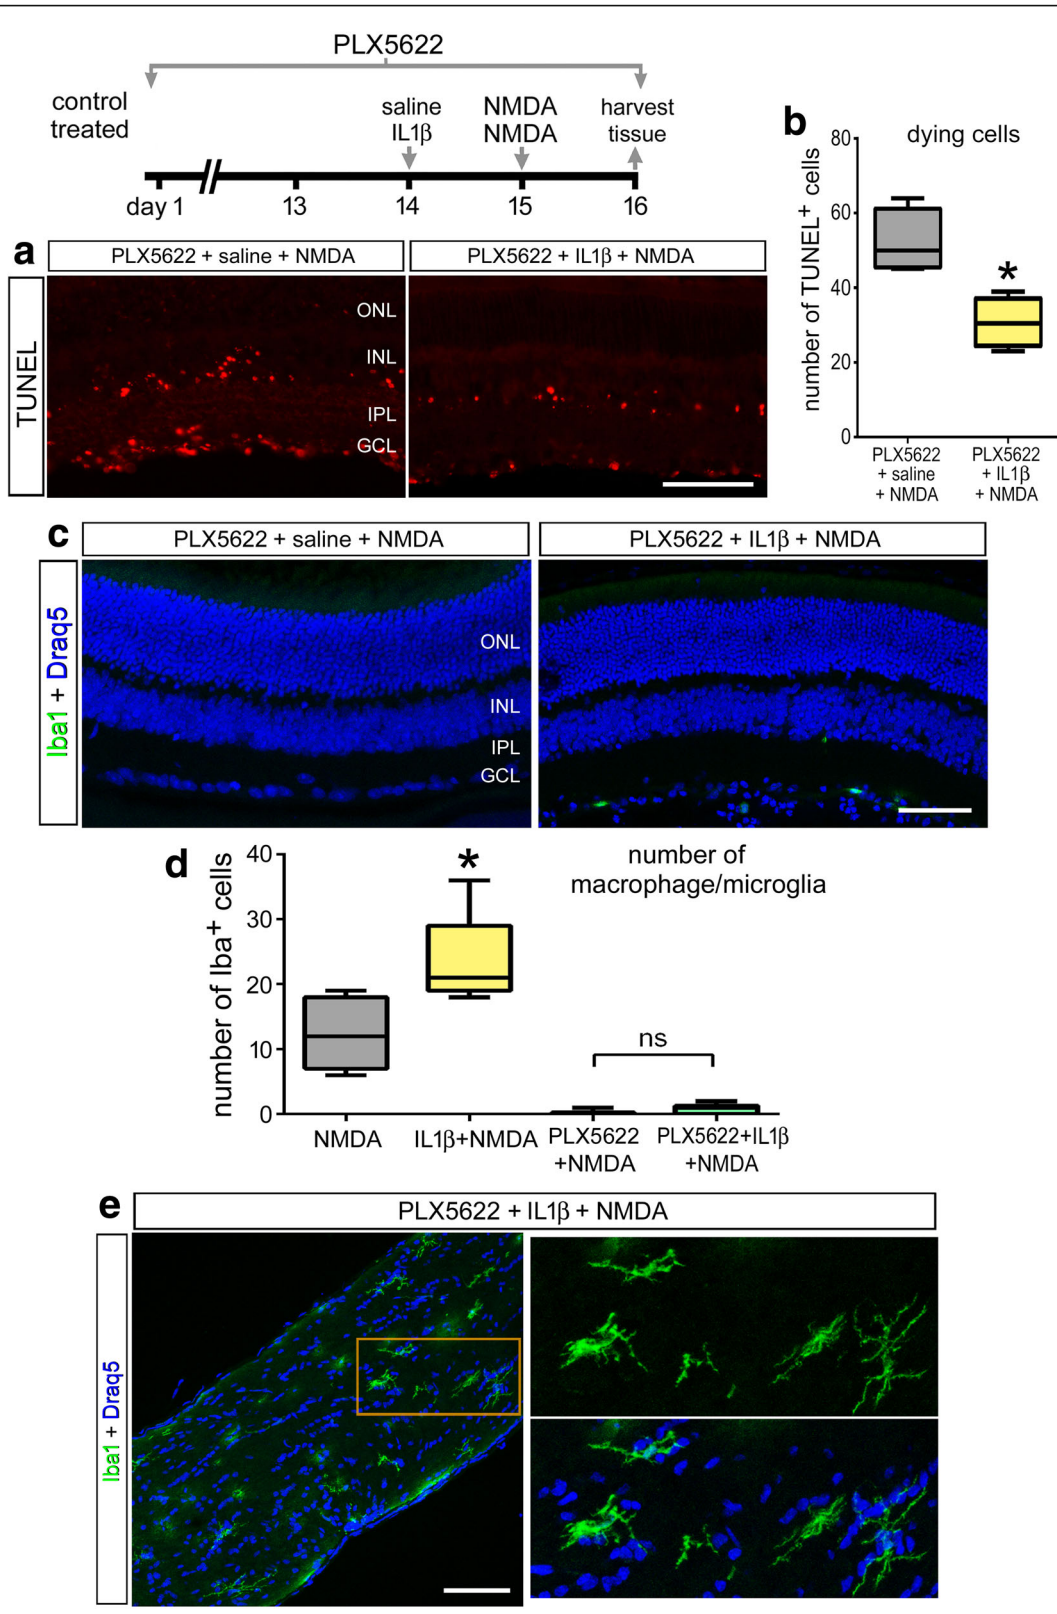 PLX5622
control
treated
saline
IL1β
NMDA
NMDA
harvest
tissue
day 1
13
14
15
16
a
PLX5622 + saline + NMDA
PLX5622 + IL1β + NMDA
TUNEL
ONL
INL
IPL
GCL
b
dying cells
number of TUNEL+ cells
80
60
40
20
0
*
PLX5622
+ saline
+ NMDA
PLX5622
+ IL1β
+ NMDA
c
PLX5622 + saline + NMDA
PLX5622 + IL1β + NMDA
Iba1 + Draq5
ONL
INL
IPL
GCL
d
number of
macrophage/microglia
number of Iba+ cells
40
30
20
10
0
*
ns
NMDA
IL1β+NMDA
PLX5622
+NMDA
PLX5622+IL1β
+NMDA
e
PLX5622 + IL1β + NMDA
Iba1 + Draq5